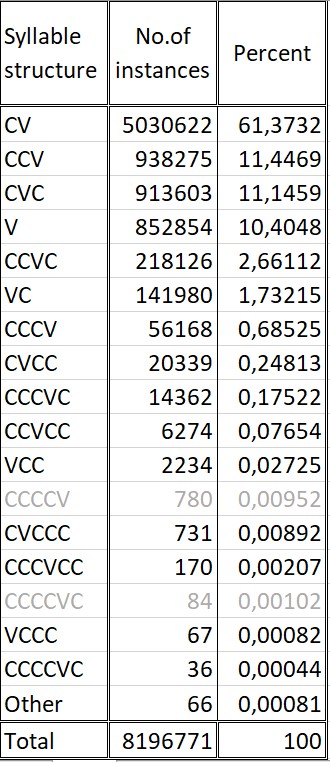 Syllable structure No.of instances Percent
CV 5030622 61,3732
CCV 938275 11,4469
CVC 913603 11,1459
V 852854 10,4048
CCVC 218126 2,66112
VC 141980 1,73215
CCCV 56168 0,68525
CVCC 20339 0,24813
CCCVC 14362 0,17522
CCVCC 6274 0,07654
VCC 2234 0,02725
CCCCV 780 0,00952
CVCCC 731 0,00892
CCCVCC 170 0,00207
CCCCVC 84 0,00102
VCCC 67 0,00082
CCCCVC 36 0,00044
Other 66 0,00081
Total 8196771 100